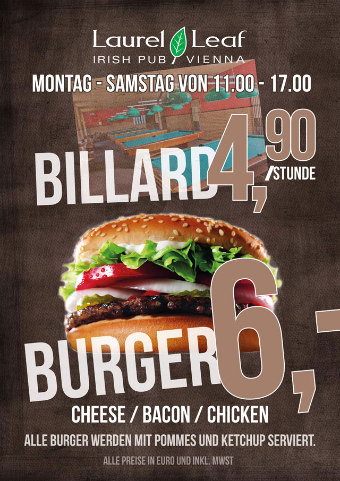 Laurel Leaf
IRISH PUB VIENNA
MONTAG - SAMSTAG VON 11.00 - 17.00
BILLARD 4,90
/STUNDE
BURGER 6,-
CHEESE / BACON / CHICKEN
ALLE BURGER WERDEN MIT POMMES UND KETCHUP SERVIERT.
ALLE PREISE IN EURO UND INKL. MWST